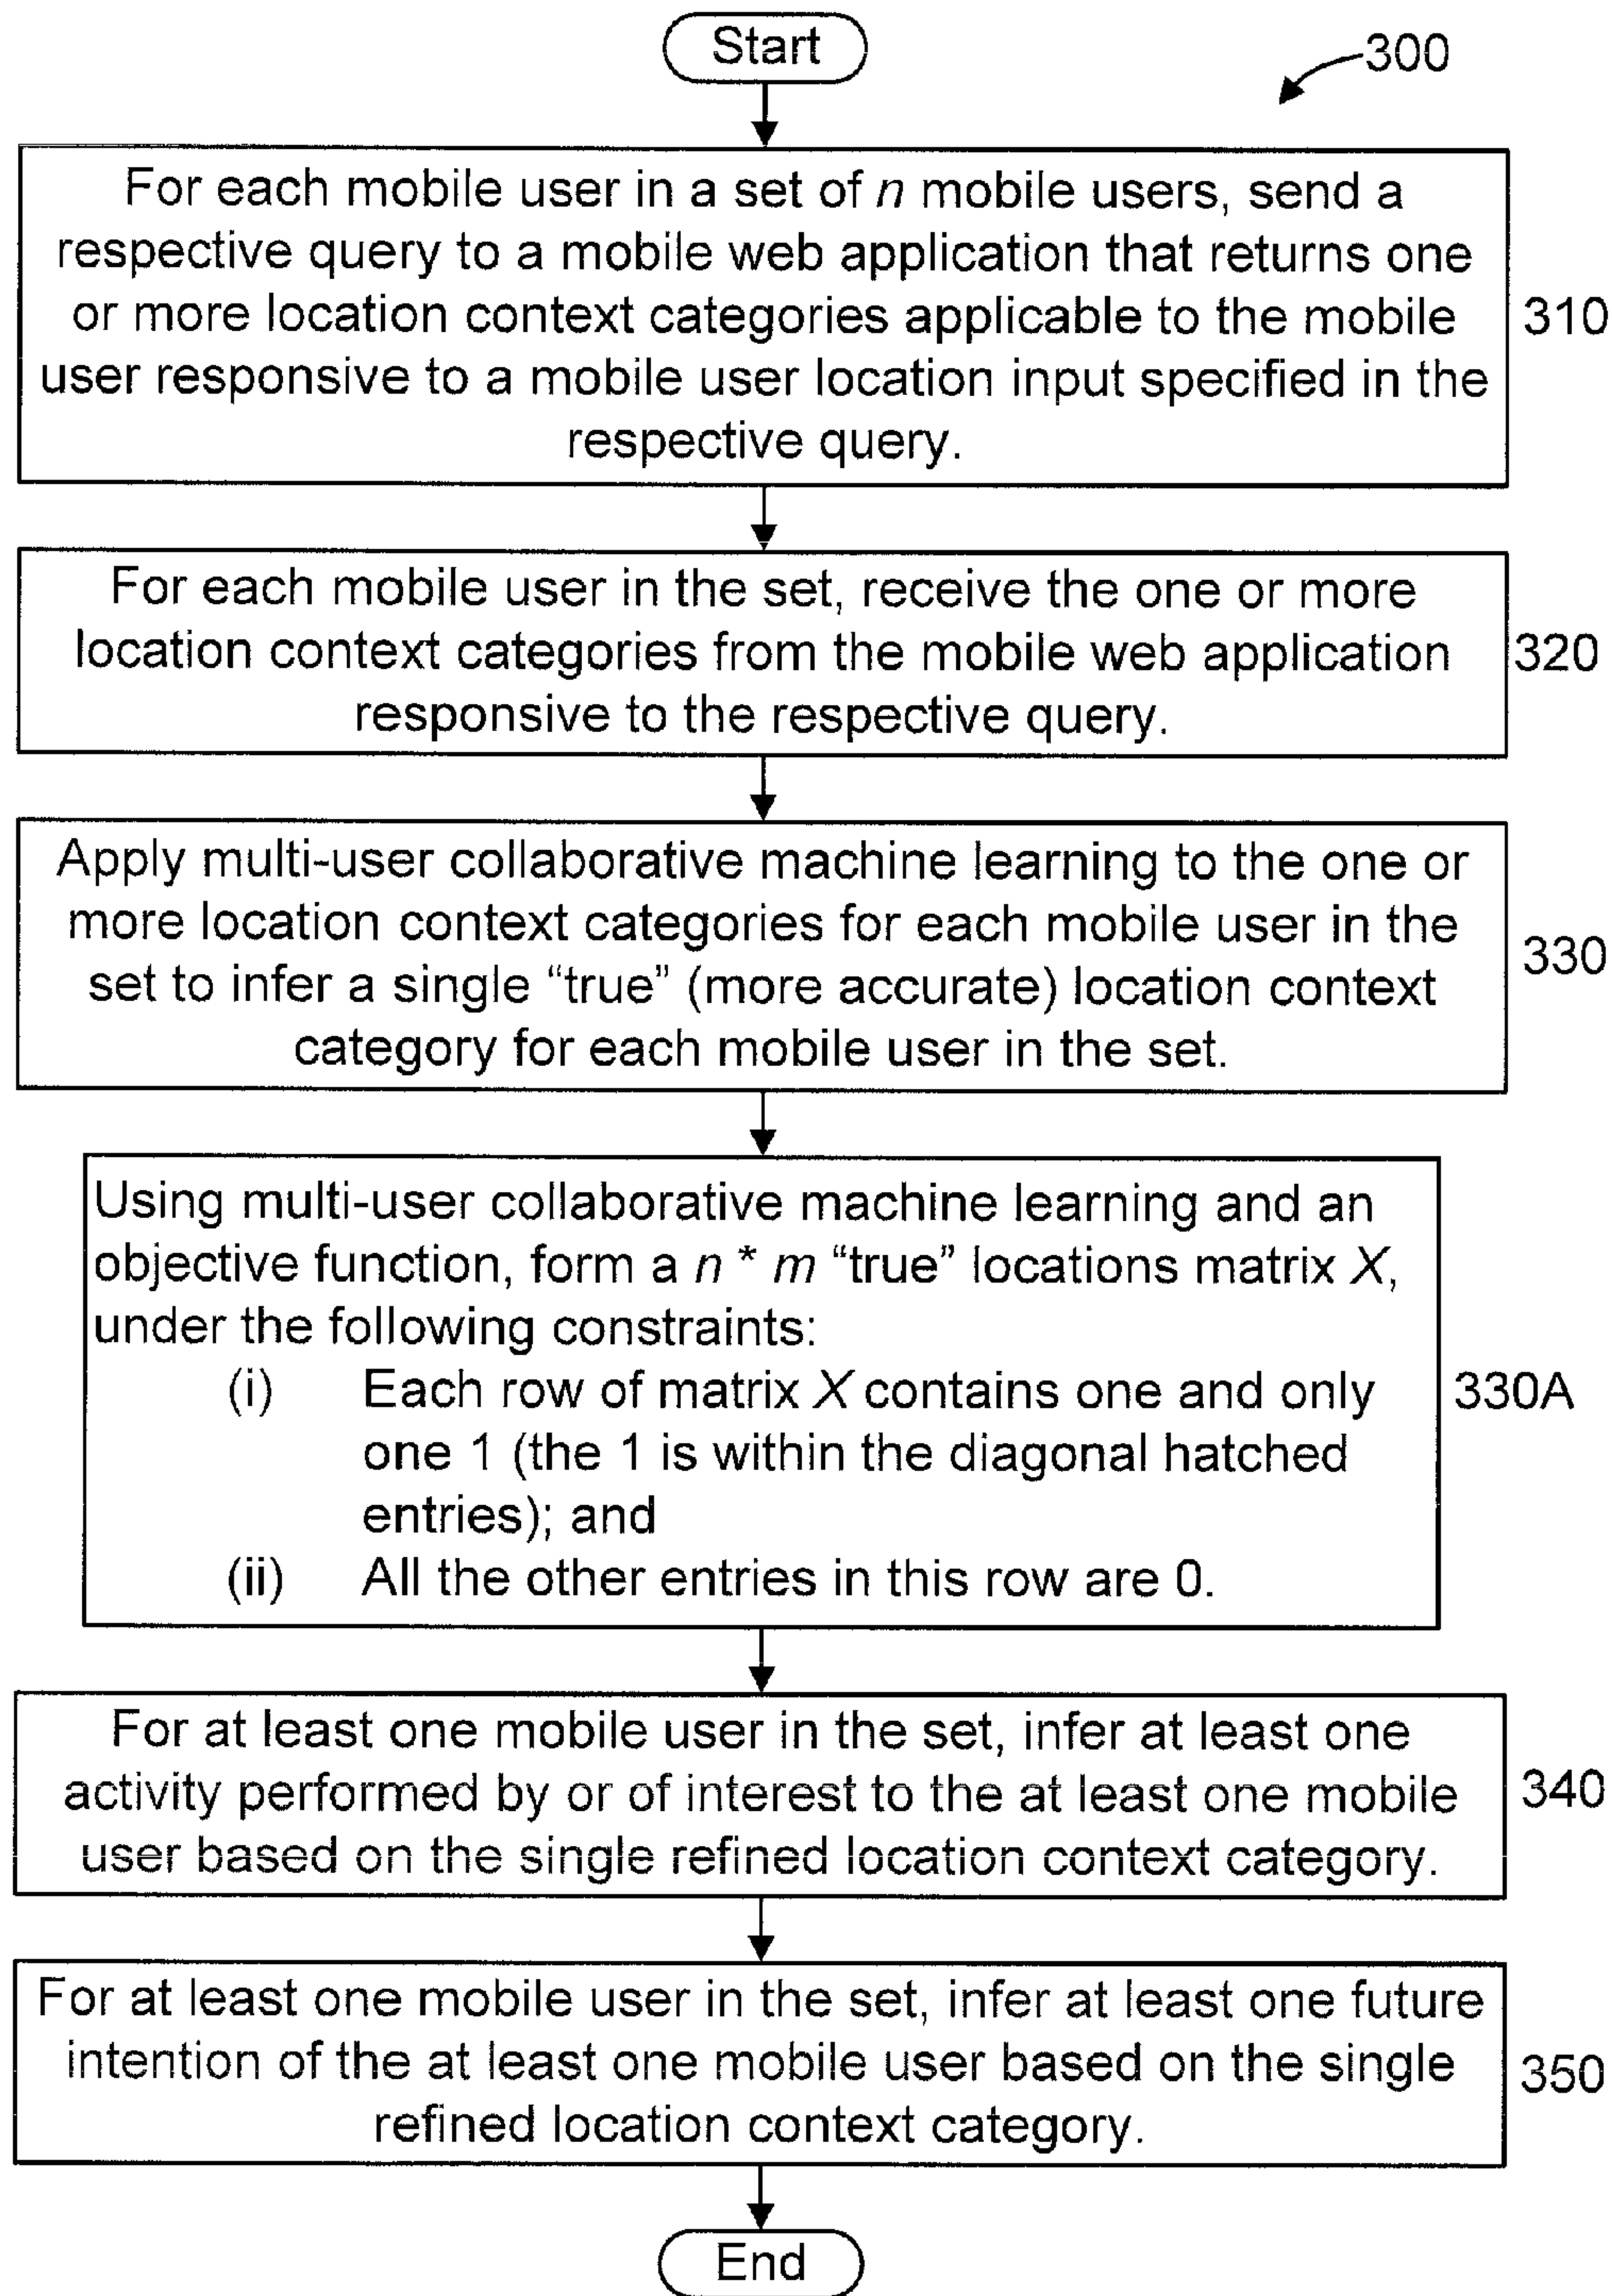 Start
300
For each mobile user in a set of n mobile users, send a
respective query to a mobile web application that returns one
or more location context categories applicable to the mobile
user responsive to a mobile user location input specified in the
respective query.
310
For each mobile user in the set, receive the one or more
location context categories from the mobile web application
responsive to the respective query.
320
Apply multi-user collaborative machine learning to the one or
more location context categories for each mobile user in the
set to infer a single “true” (more accurate) location context
category for each mobile user in the set.
330
Using multi-user collaborative machine learning and an
objective function, form a n * m “true” locations matrix X,
under the following constraints:
(i) Each row of matrix X contains one and only
one 1 (the 1 is within the diagonal hatched
entries); and
(ii) All the other entries in this row are 0.
330A
For at least one mobile user in the set, infer at least one
activity performed by or of interest to the at least one mobile
user based on the single refined location context category.
340
For at least one mobile user in the set, infer at least one future
intention of the at least one mobile user based on the single
refined location context category.
350
End